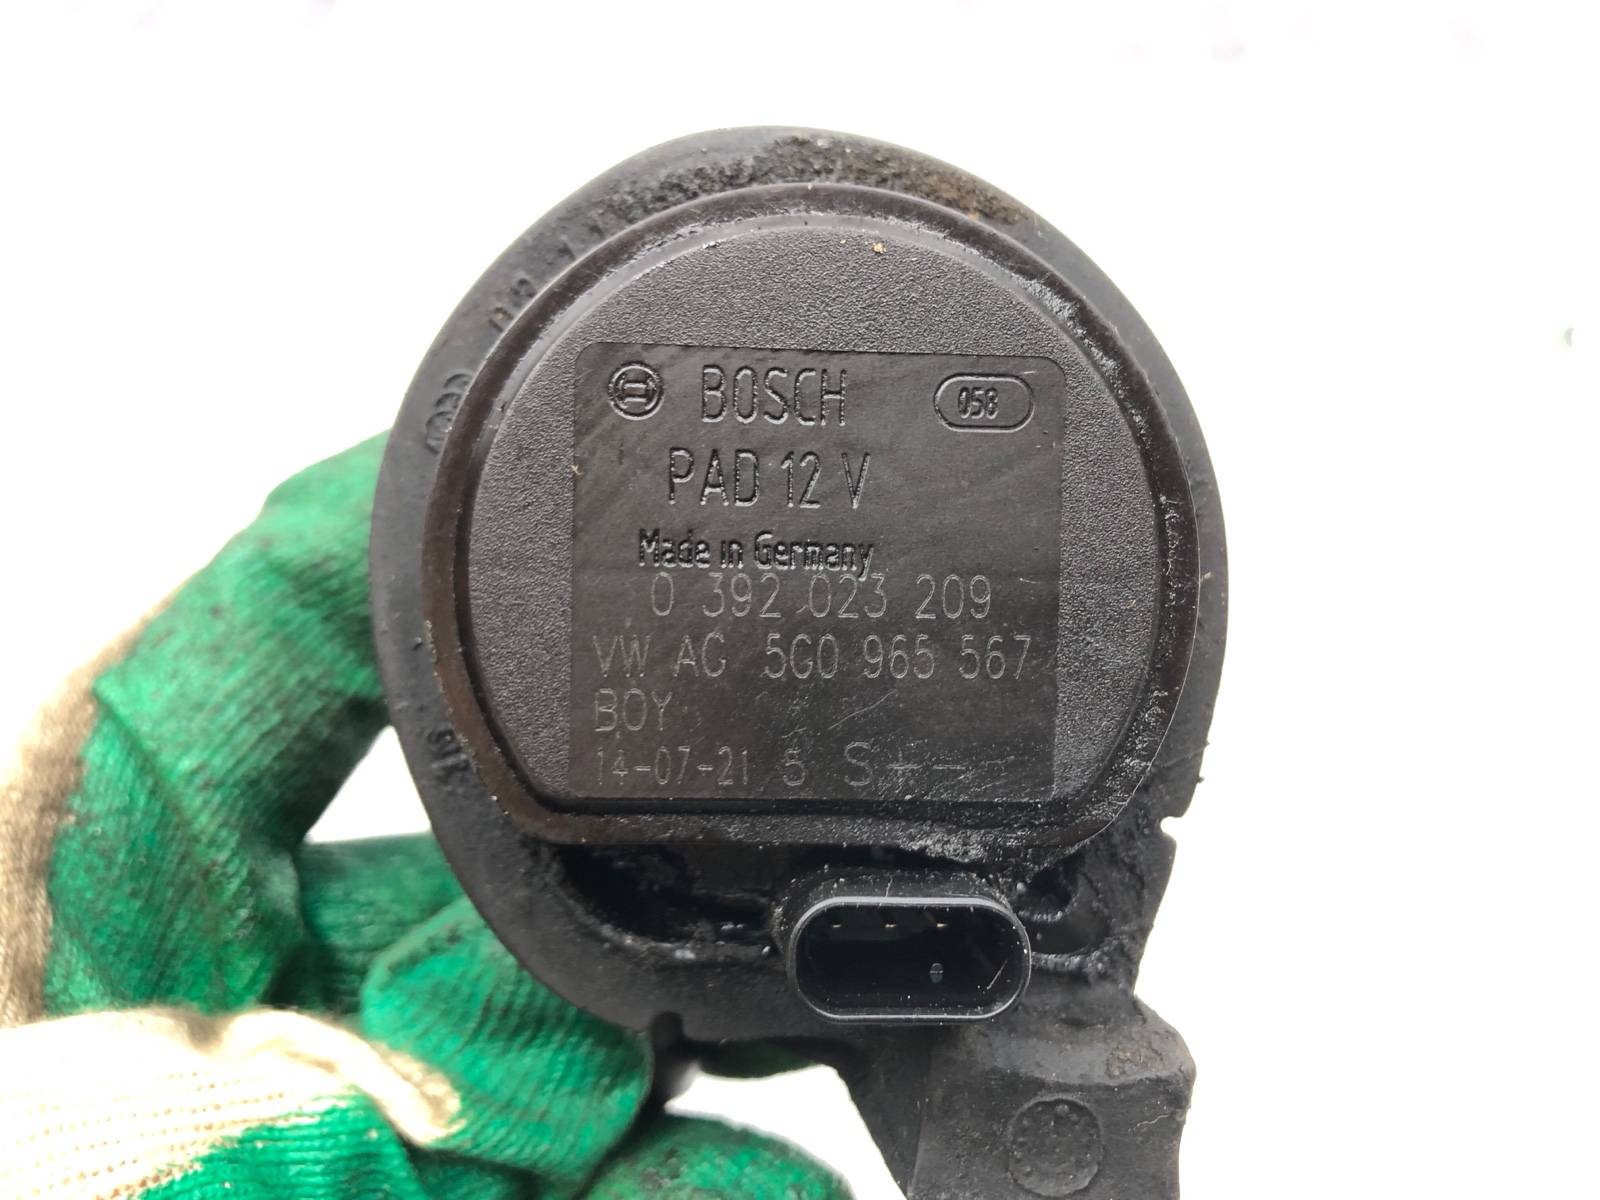 BOSCH 058
PAD 12 V
Made in Germany
0 392 023 209
VW AG 5G0 965 567
BOY
14-07-21 S S+-